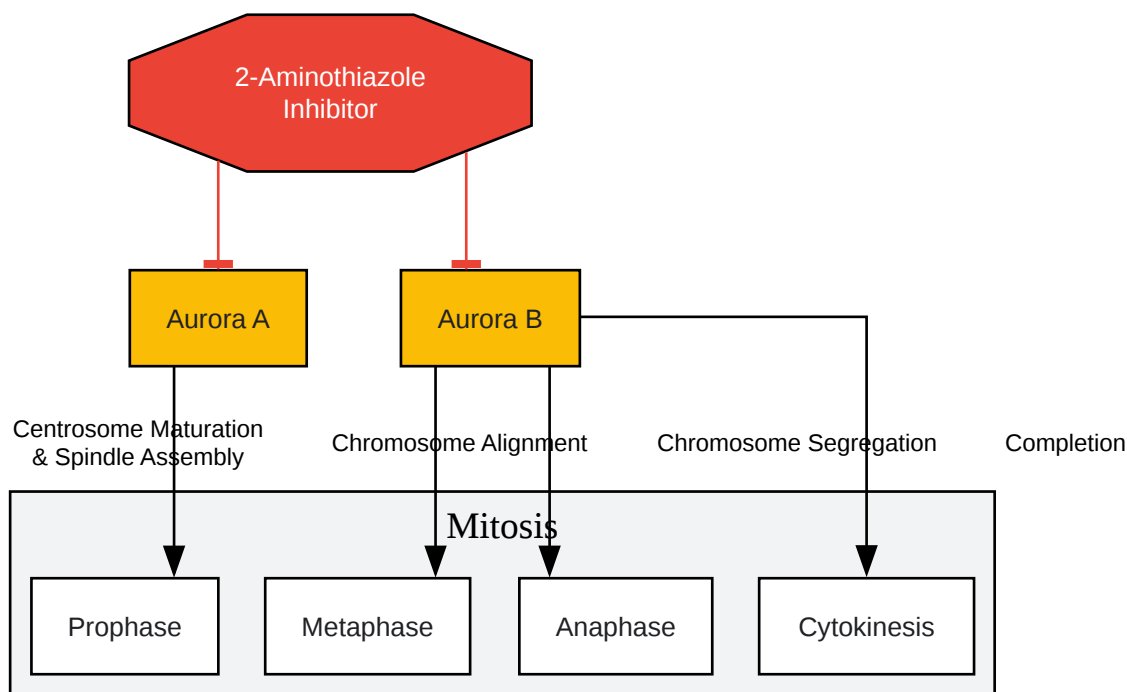 2-Aminothiazole
Inhibitor
Aurora A
Aurora B
Centrosome Maturation
& Spindle Assembly
Chromosome Alignment
Chromosome Segregation
Completion
Mitosis
Prophase
Metaphase
Anaphase
Cytokinesis